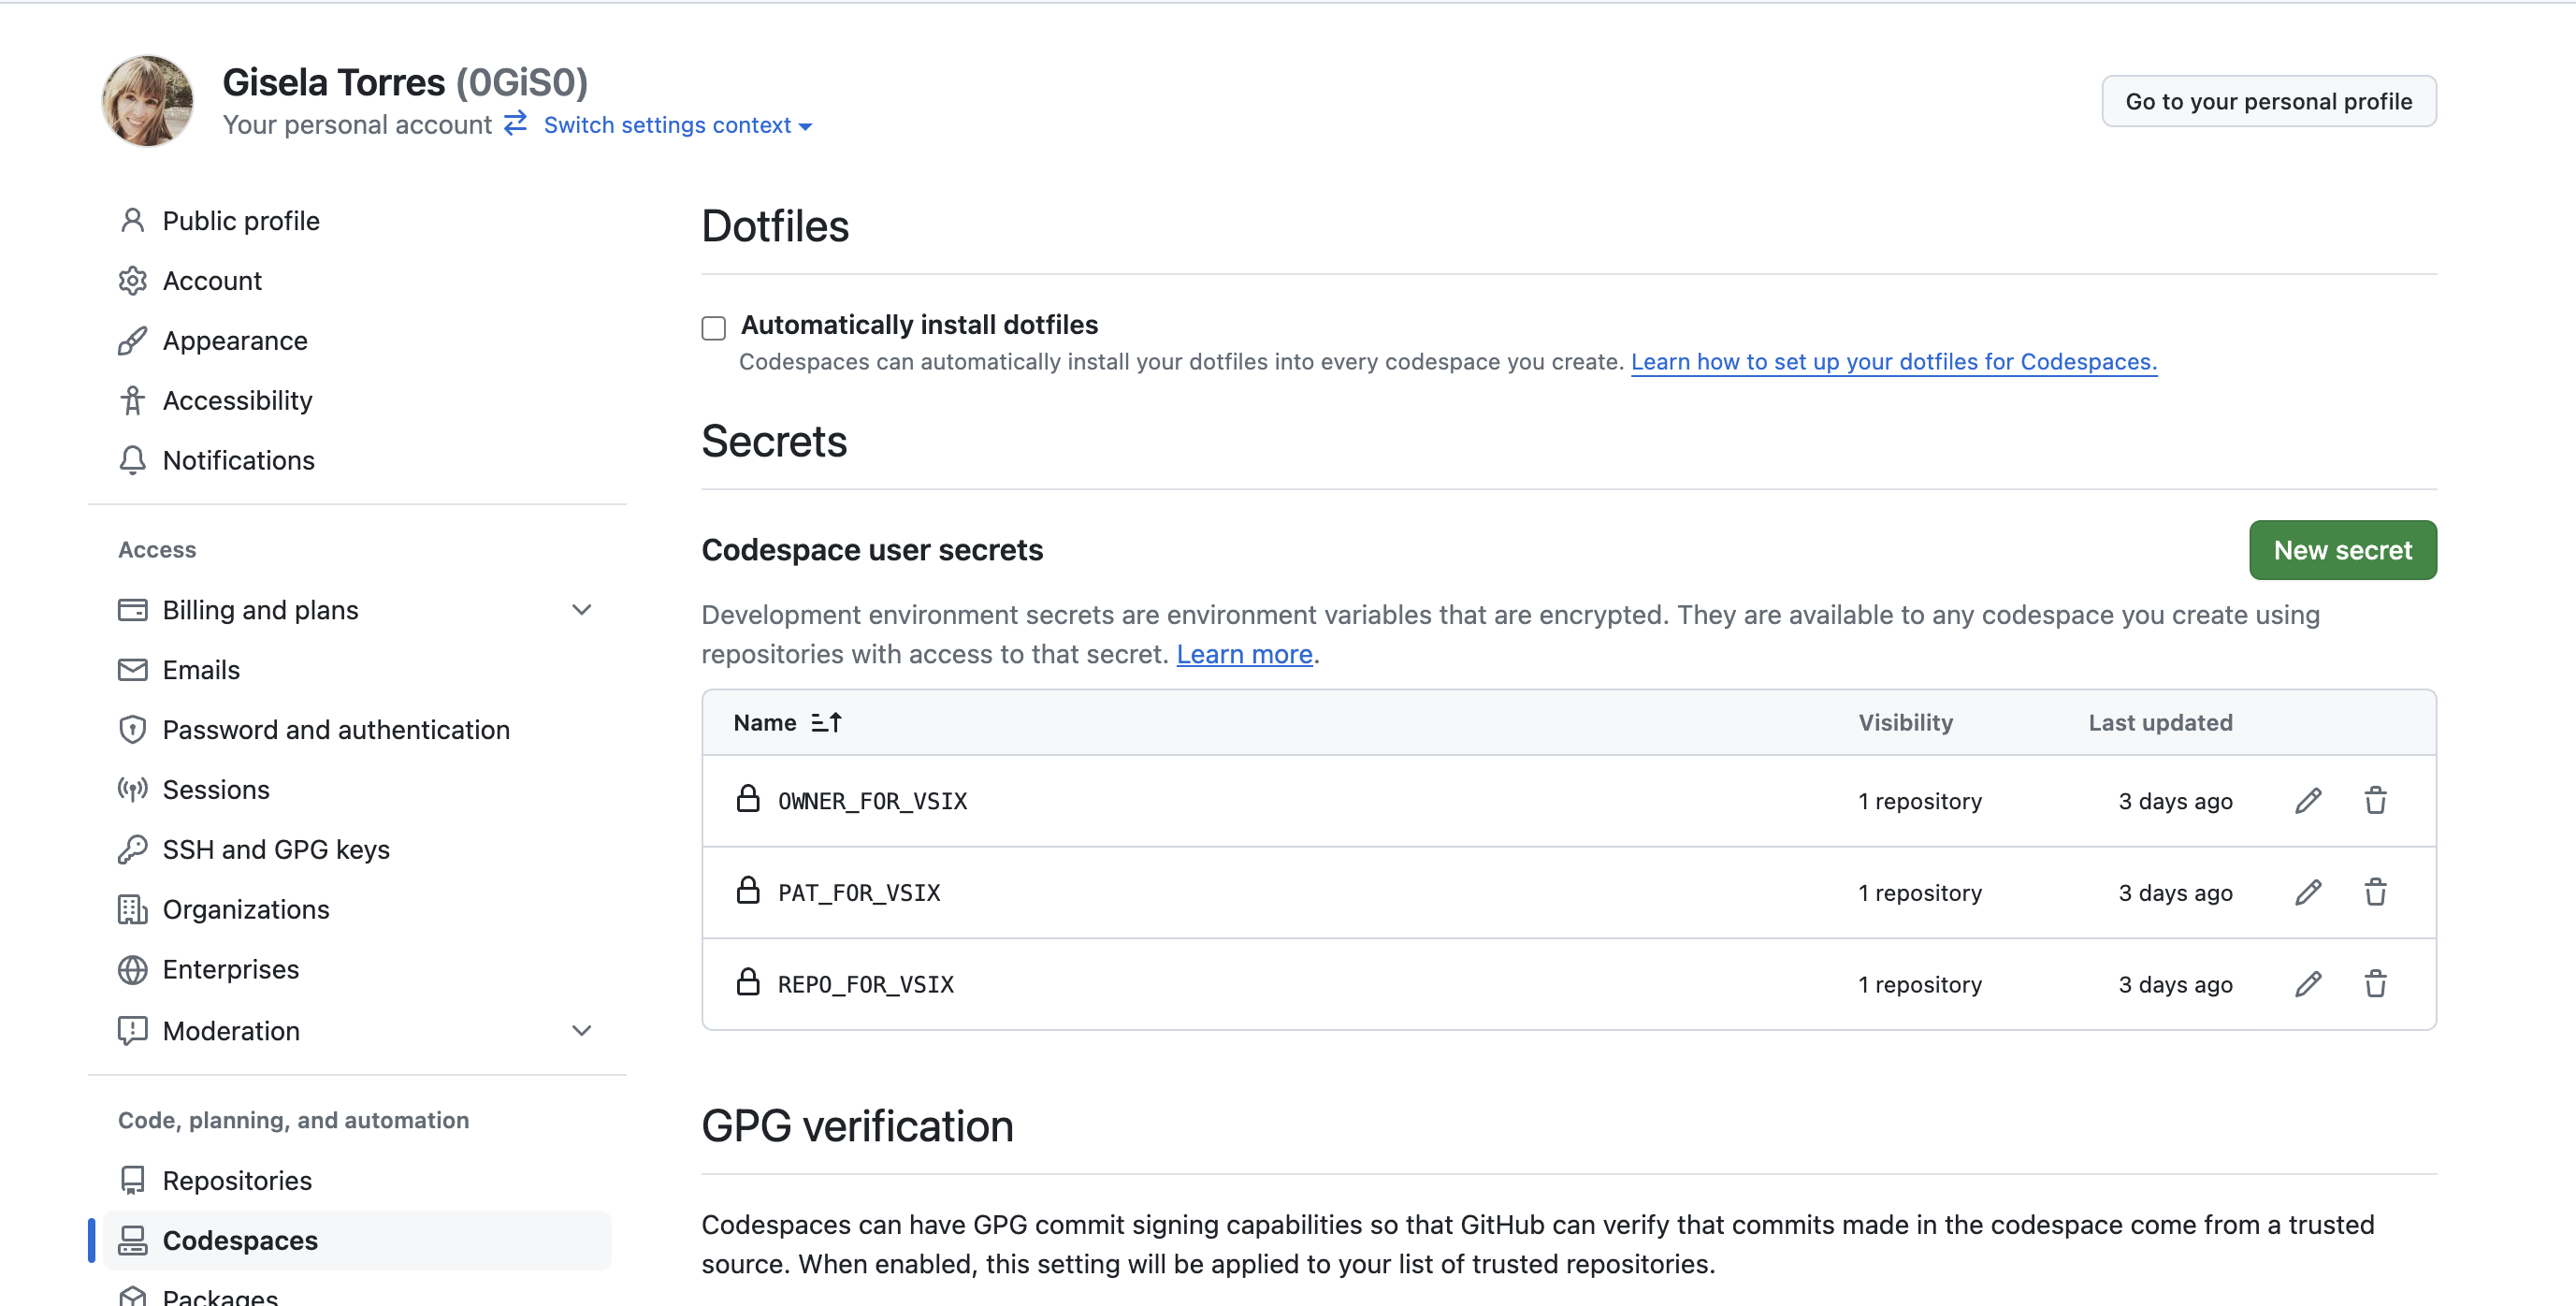 Gisela Torres (0GiS0)
Your personal account Switch settings context
Go to your personal profile
Public profile
Account
Appearance
Accessibility
Notifications
Access
Billing and plans
Emails
Password and authentication
Sessions
SSH and GPG keys
Organizations
Enterprises
Moderation
Code, planning, and automation
Repositories
Codespaces
Packages
Dotfiles
Automatically install dotfiles
Codespaces can automatically install your dotfiles into every codespace you create. Learn how to set up your dotfiles for Codespaces.
Secrets
Codespace user secrets
New secret
Development environment secrets are environment variables that are encrypted. They are available to any codespace you create using
repositories with access to that secret. Learn more.
Name Visibility Last updated
OWNER_FOR_VSIX 1 repository 3 days ago
PAT_FOR_VSIX 1 repository 3 days ago
REPO_FOR_VSIX 1 repository 3 days ago
GPG verification
Codespaces can have GPG commit signing capabilities so that GitHub can verify that commits made in the codespace come from a trusted
source. When enabled, this setting will be applied to your list of trusted repositories.